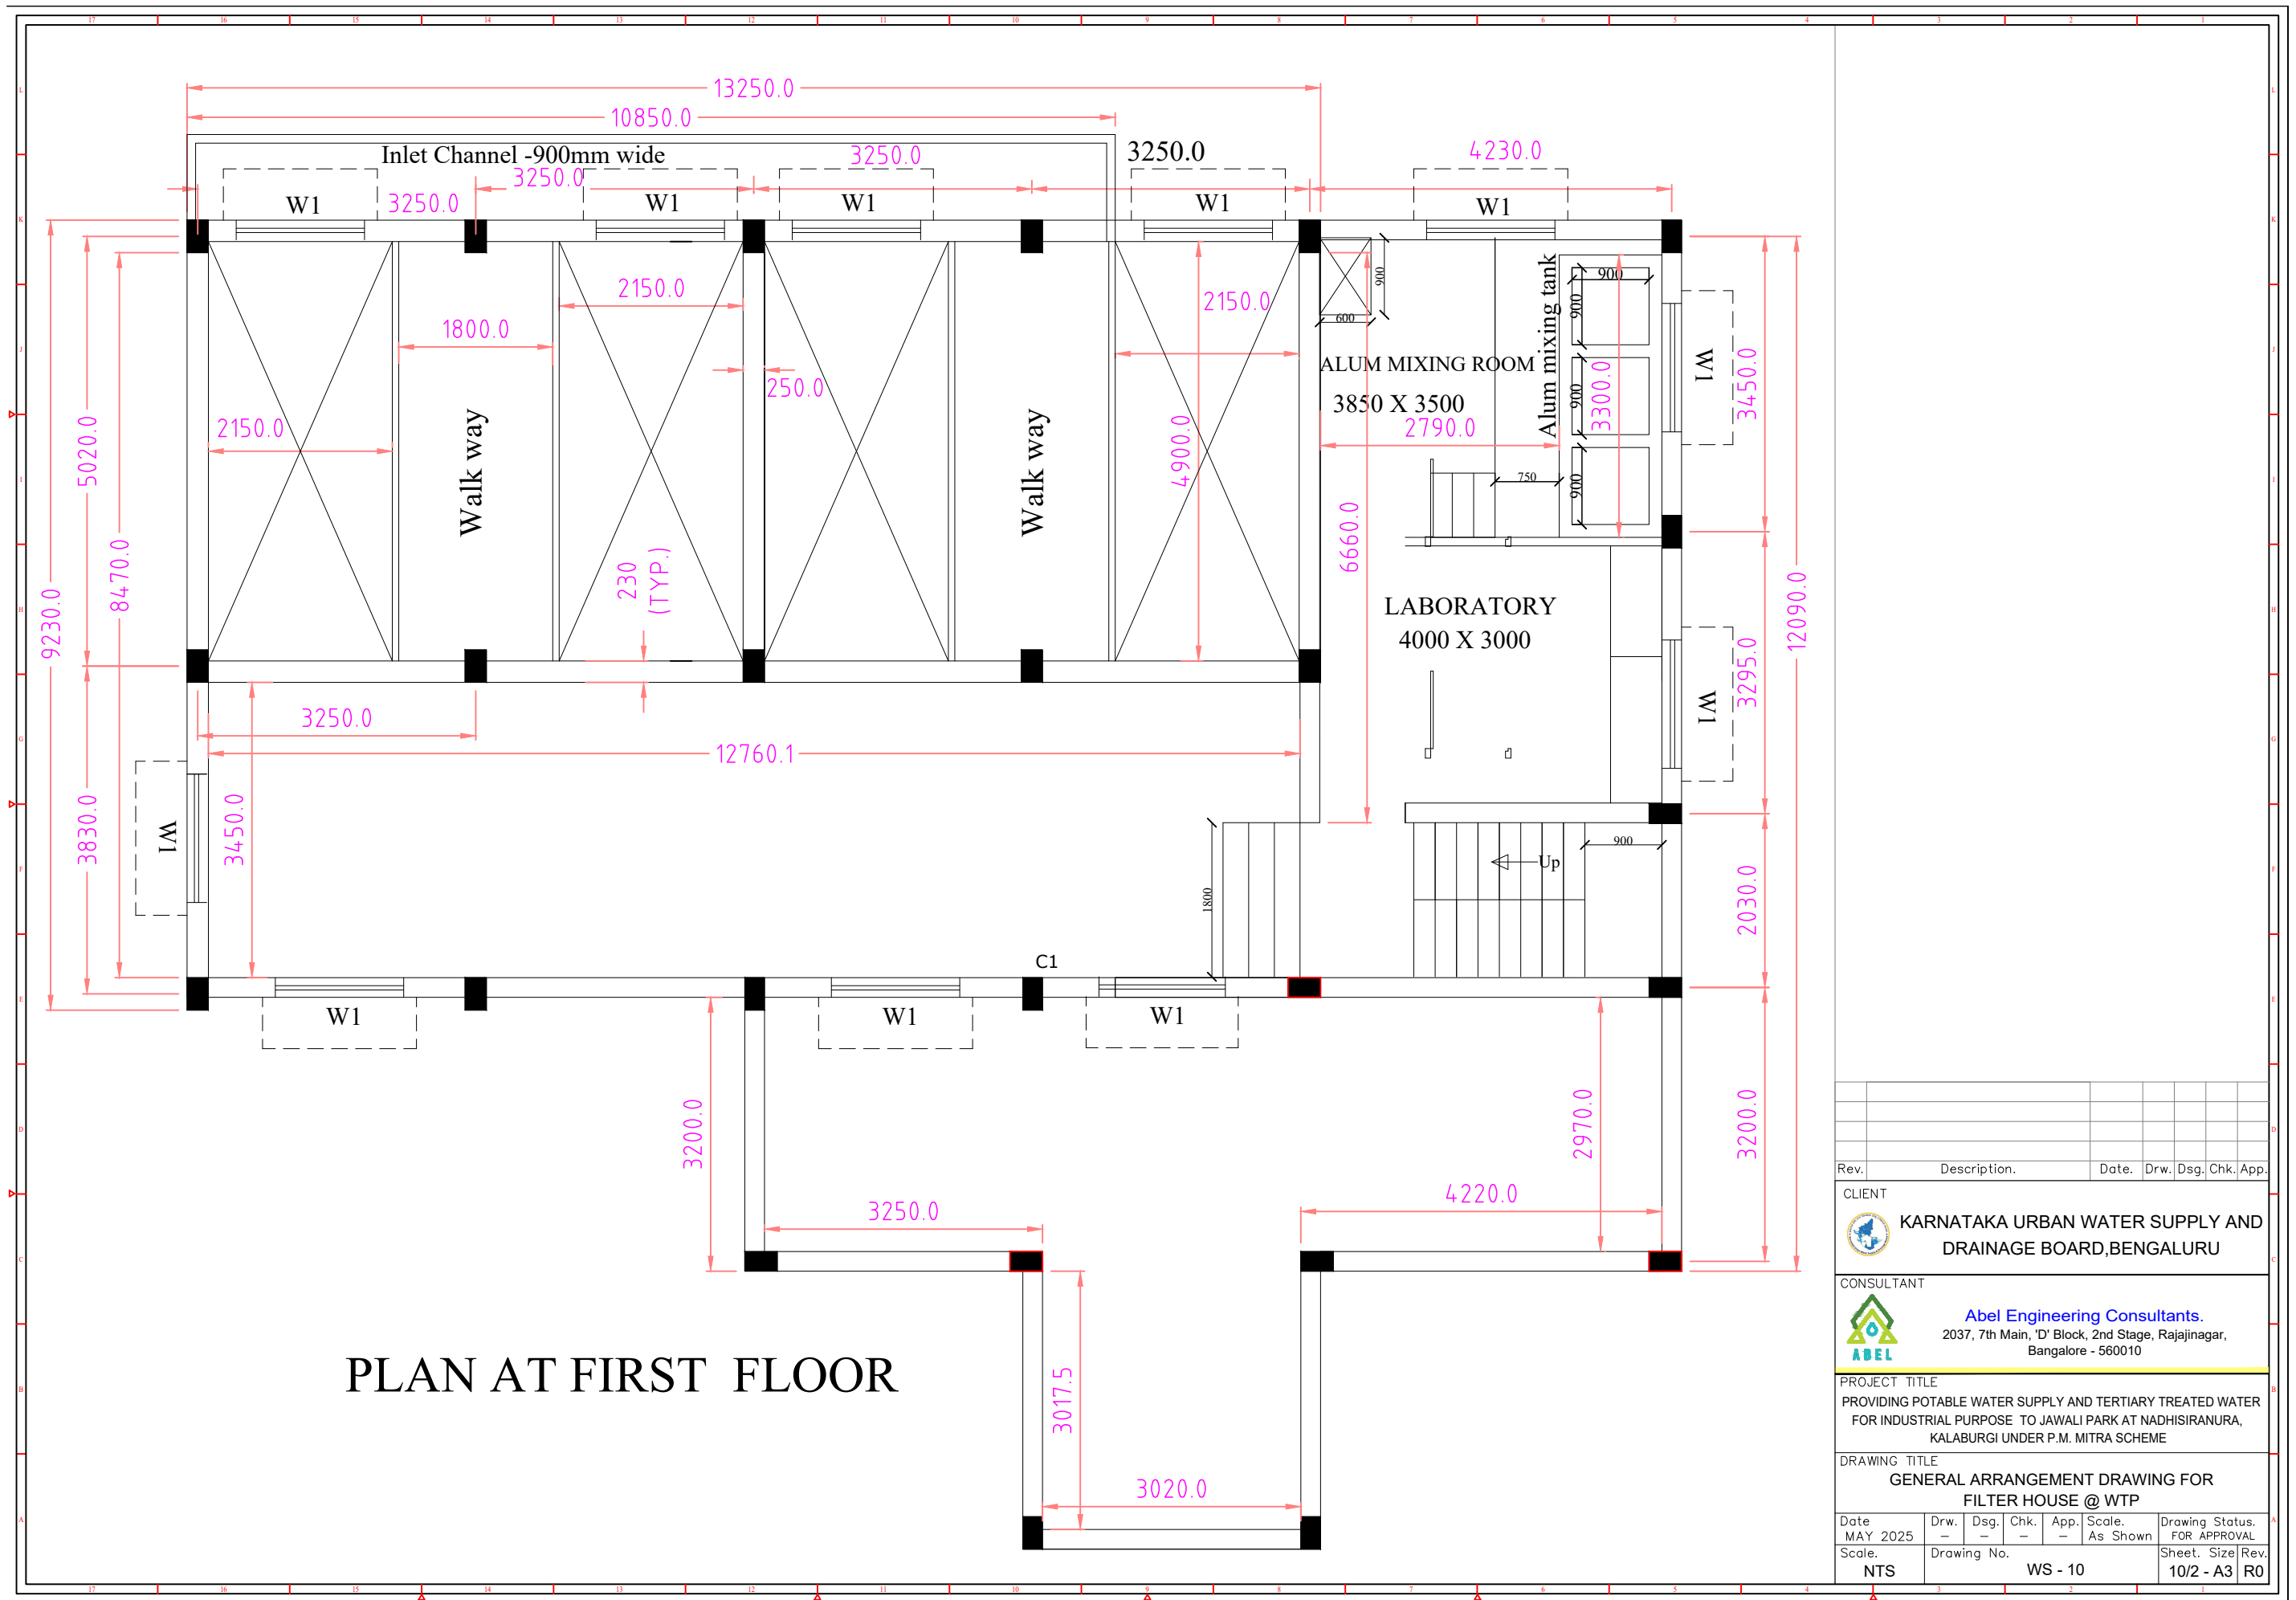 13250.0
10850.0
Inlet Channel -900mm wide
3250.0
3250.0
4230.0
3250.0
3250.0
W1
W1
W1
W1
W1
900
600
900
900
900
900
Alum mixing tank
3300.0
2150.0
2150.0
1800.0
250.0
2150.0
Walk way
Walk way
4900.0
ALUM MIXING ROOM
3850 X 3500
2790.0
750
6660.0
W1
3450.0
5020.0
8470.0
9230.0
230
(TYP.)
LABORATORY
4000 X 3000
12090.0
3295.0
W1
3250.0
12760.1
3830.0
W1
3450.0
1800
Up
900
2030.0
C1
W1
W1
W1
3200.0
2970.0
3200.0
3250.0
4220.0
3017.5
3020.0
PLAN AT FIRST FLOOR
Rev. Description. Date. Drw. Dsg. Chk. App.
CLIENT
KARNATAKA URBAN WATER SUPPLY AND
DRAINAGE BOARD,BENGALURU
CONSULTANT
ABEL
Abel Engineering Consultants.
2037, 7th Main, 'D' Block, 2nd Stage, Rajajinagar,
Bangalore - 560010
PROJECT TITLE
PROVIDING POTABLE WATER SUPPLY AND TERTIARY TREATED WATER
FOR INDUSTRIAL PURPOSE TO JAWALI PARK AT NADHISIRANURA,
KALABURGI UNDER P.M. MITRA SCHEME
DRAWING TITLE
GENERAL ARRANGEMENT DRAWING FOR
FILTER HOUSE @ WTP
Date Drw. Dsg. Chk. App. Scale. Drawing Status.
MAY 2025 – – – – As Shown FOR APPROVAL
Scale. Drawing No. Sheet. Size Rev.
NTS WS - 10 10/2 - A3 R0